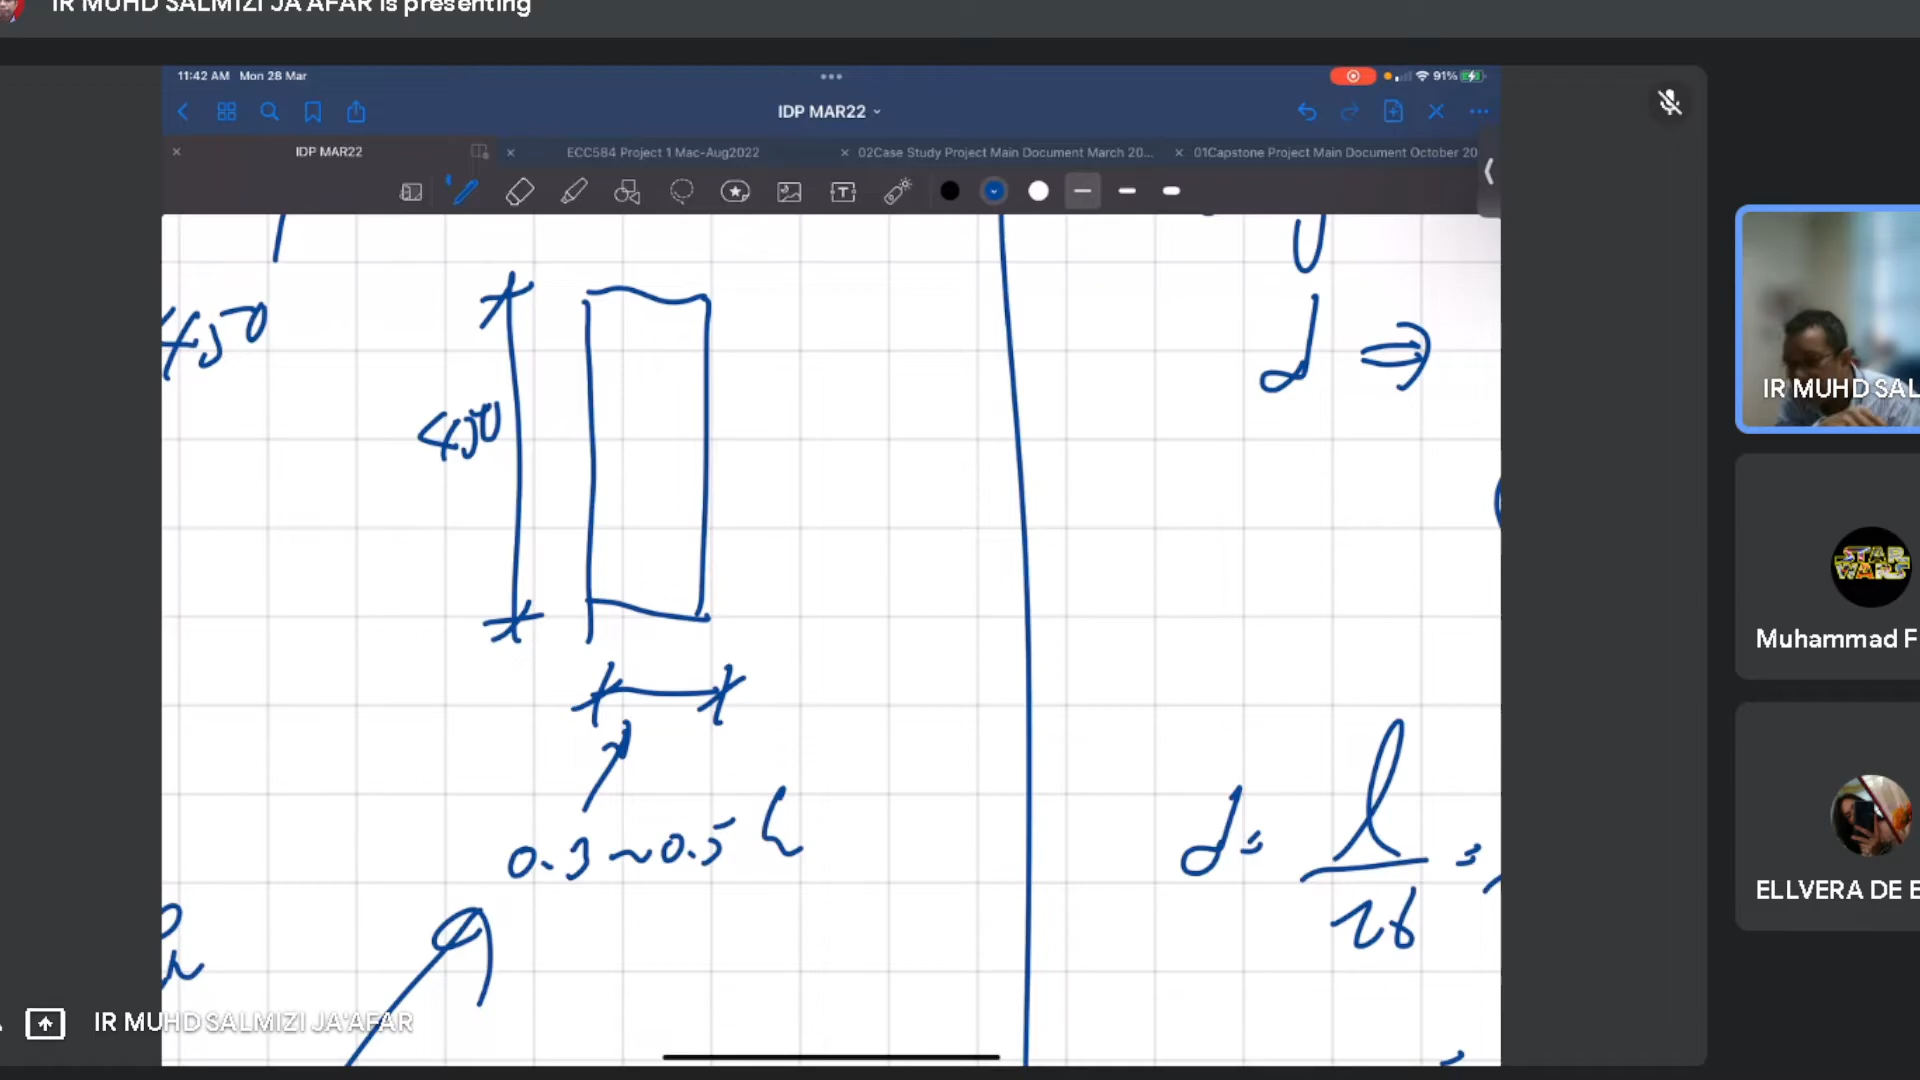 IR MUHD SALMIZI JA'AFAR is presenting
11:42 AM Mon 28 Mar
91%
IDP MAR22
IDP MAR22
ECC584 Project 1 Mac-Aug2022
02Case Study Project Main Document March 20...
01Capstone Project Main Document October 20
450
d ⇒
450
IR MUHD SAL
STAR WARS
Muhammad F
0.3~0.5 h
d = l/26 =
ELLVERA DE E
IR MUHD SALMIZI JA'AFAR